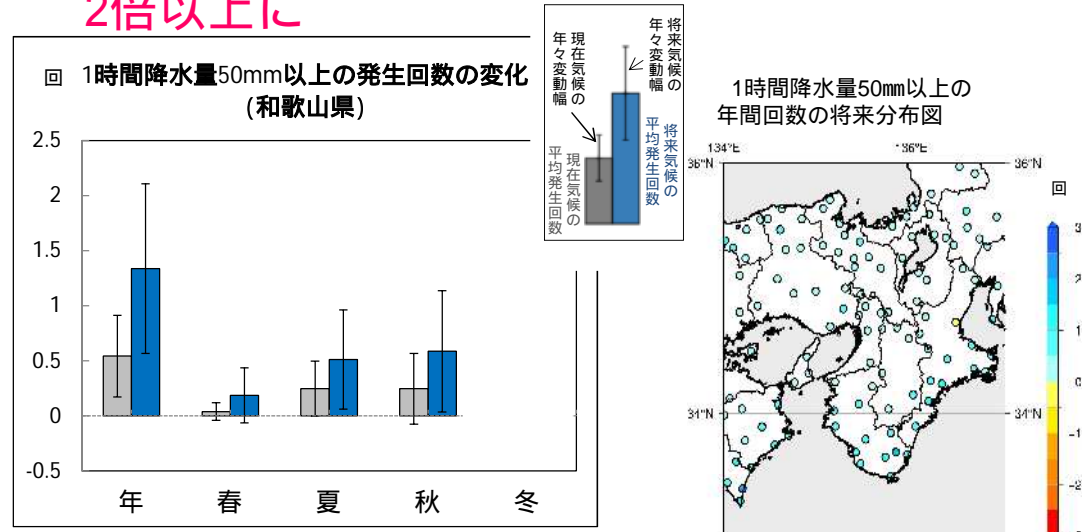 2倍以上に
回
1時間降水量50mm以上の発生回数の変化
(和歌山県)
2.5
2
1.5
1
0.5
0
-0.5
年 春 夏 秋 冬
現在気候の
年々変動幅
将来気候の
年々変動幅
現在気候の
平均発生回数
将来気候の
平均発生回数
1時間降水量50mm以上の
年間回数の将来分布図
134°E 136°E
36°N 36°N
34°N 34°N
回
3
2
1
0
-1
-2